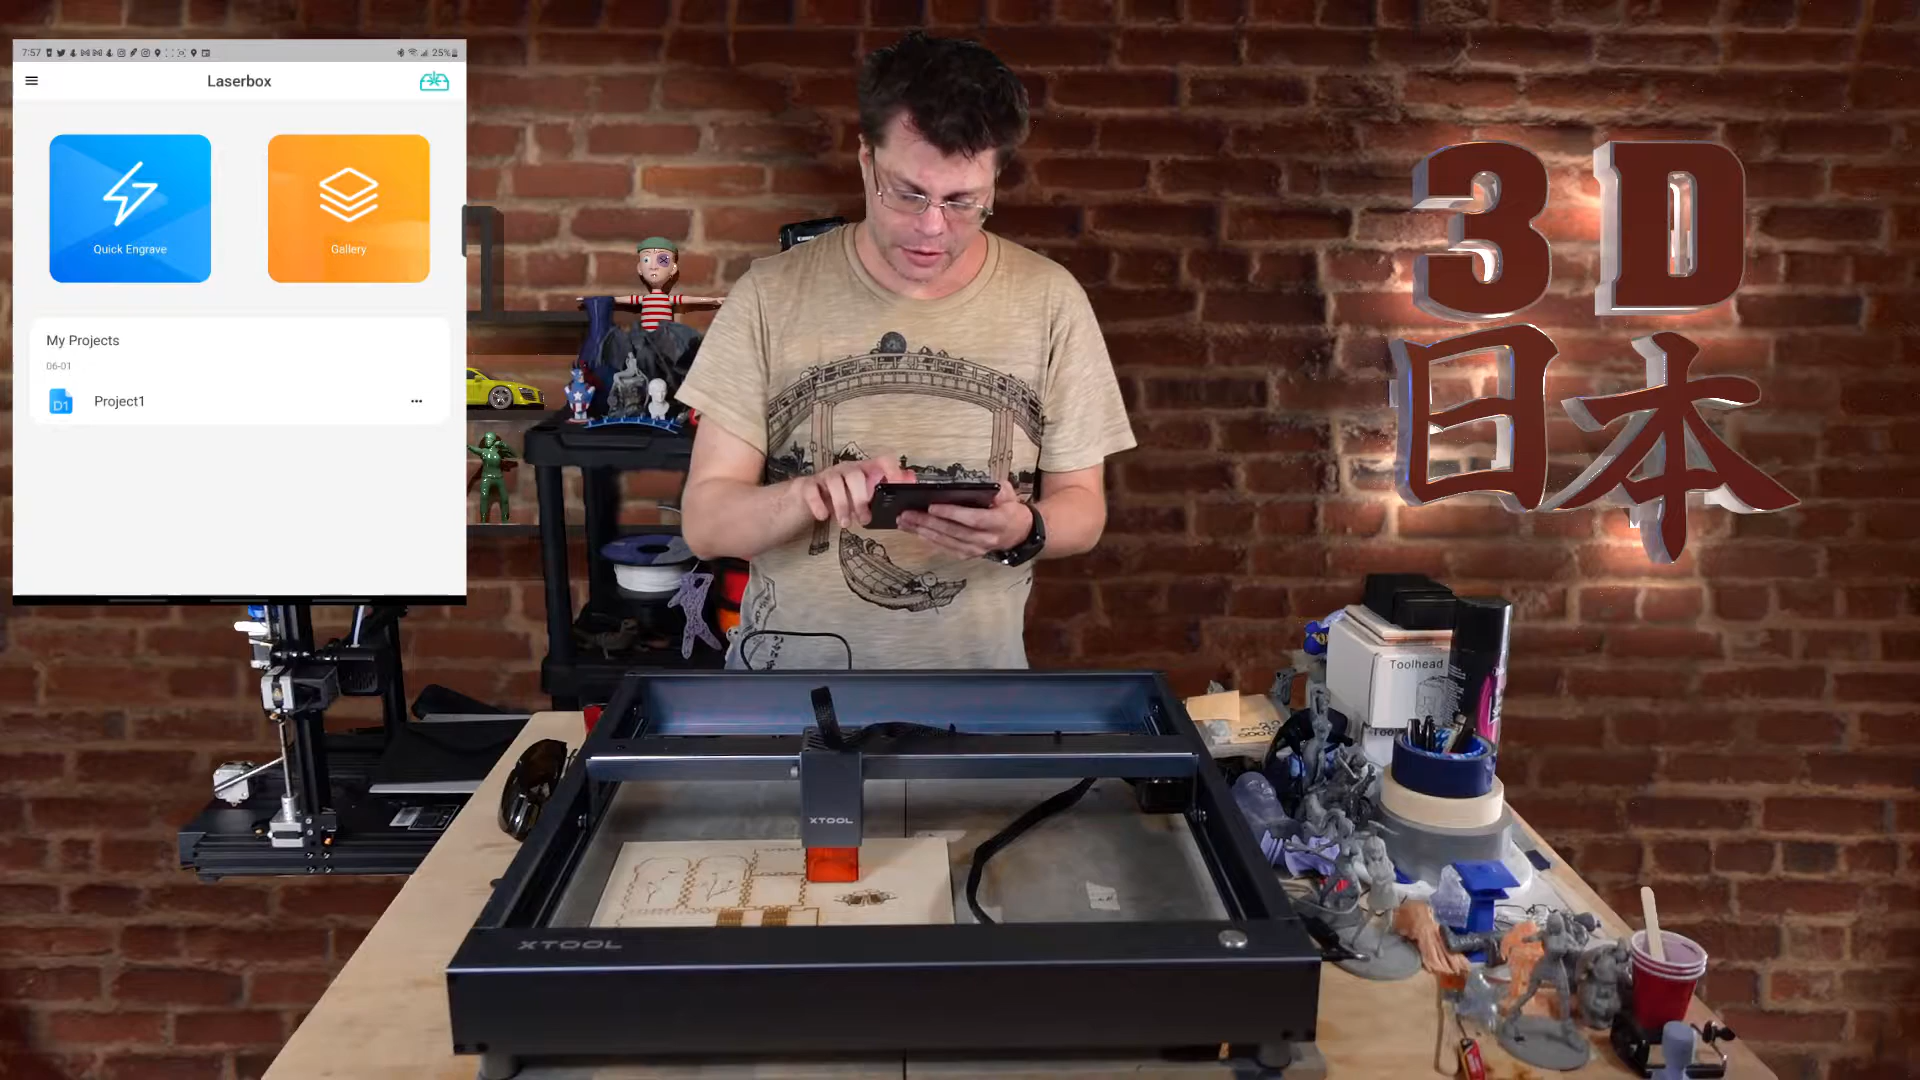 7:57
25%
Laserbox
Quick Engrave
Gallery
My Projects
06-01
D1
Project1
3D
日本
Toolhead
XTOOL
XTOOL